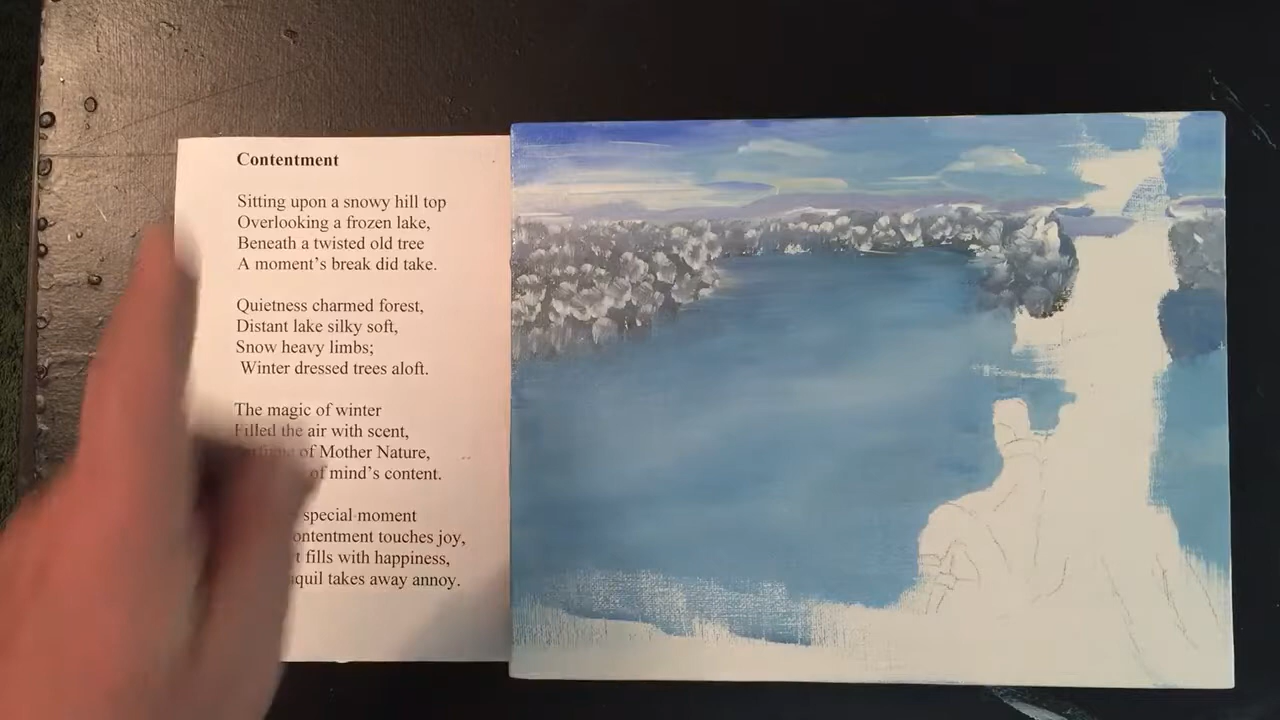 Contentment
Sitting upon a snowy hill top
Overlooking a frozen lake,
Beneath a twisted old tree
A moment's break did take.
Quietness charmed forest,
Distant lake silky soft,
Snow heavy limbs;
Winter dressed trees aloft.
The magic of winter
Filled the air with scent,
of Mother Nature,
of mind's content.
special moment
contentment touches joy,
fills with happiness,
takes away annoy.